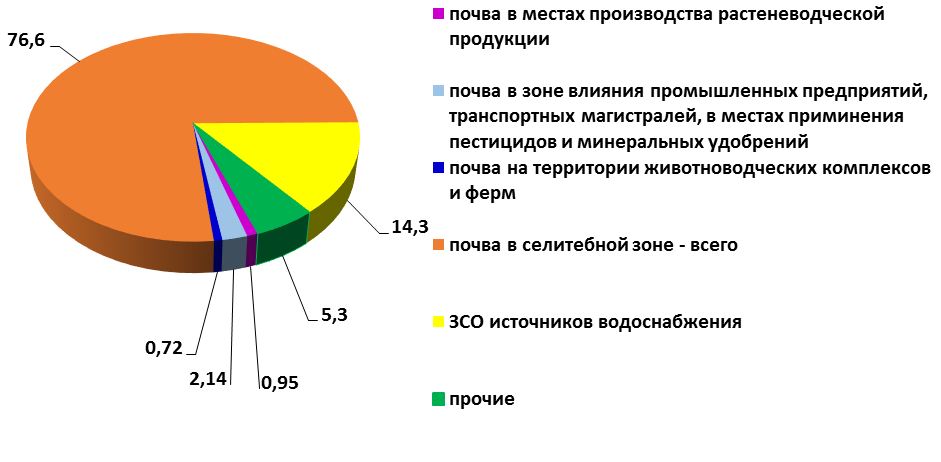 76,6
14,3
5,3
0,72
2,14
0,95
почва в местах производства растеневодческой
продукции
почва в зоне влияния промышленных предприятий,
транспортных магистралей, в местах приминения
пестицидов и минеральных удобрений
почва на территории животноводческих комплексов
и ферм
почва в селитебной зоне - всего
ЗСО источников водоснабжения
прочие